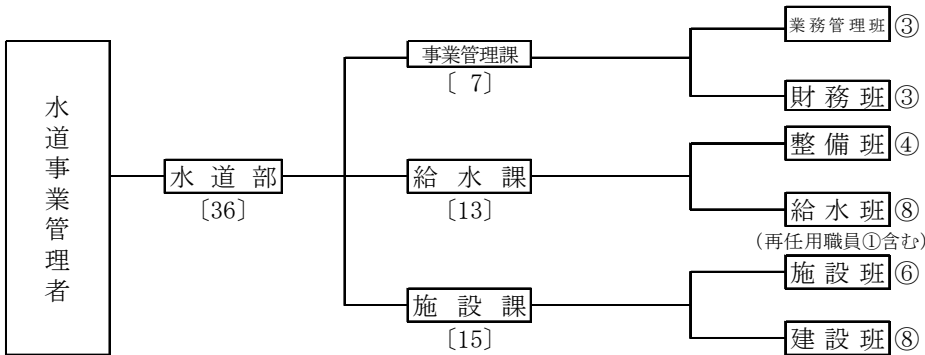 水道事業管理者
水道部
〔36〕
事業管理課
〔 7〕
業務管理班 ③
財務班 ③
給水課
〔13〕
整備班 ④
給水班 ⑧
(再任用職員①含む)
施設課
〔15〕
施設班 ⑥
建設班 ⑧